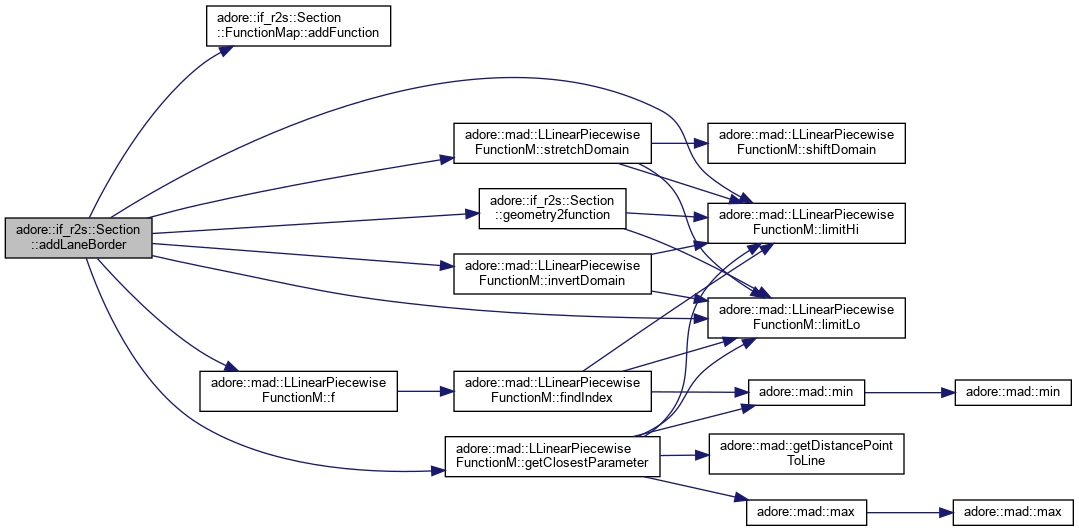 adore::if_r2s::Section
::FunctionMap::addFunction
adore::mad::LLinearPiecewise
FunctionM::stretchDomain
adore::mad::LLinearPiecewise
FunctionM::shiftDomain
adore::if_r2s::Section
::addLaneBorder
adore::if_r2s::Section
::geometry2function
adore::mad::LLinearPiecewise
FunctionM::limitHi
adore::mad::LLinearPiecewise
FunctionM::invertDomain
adore::mad::LLinearPiecewise
FunctionM::limitLo
adore::mad::LLinearPiecewise
FunctionM::f
adore::mad::LLinearPiecewise
FunctionM::findIndex
adore::mad::min
adore::mad::min
adore::mad::LLinearPiecewise
FunctionM::getClosestParameter
adore::mad::getDistancePoint
ToLine
adore::mad::max
adore::mad::max